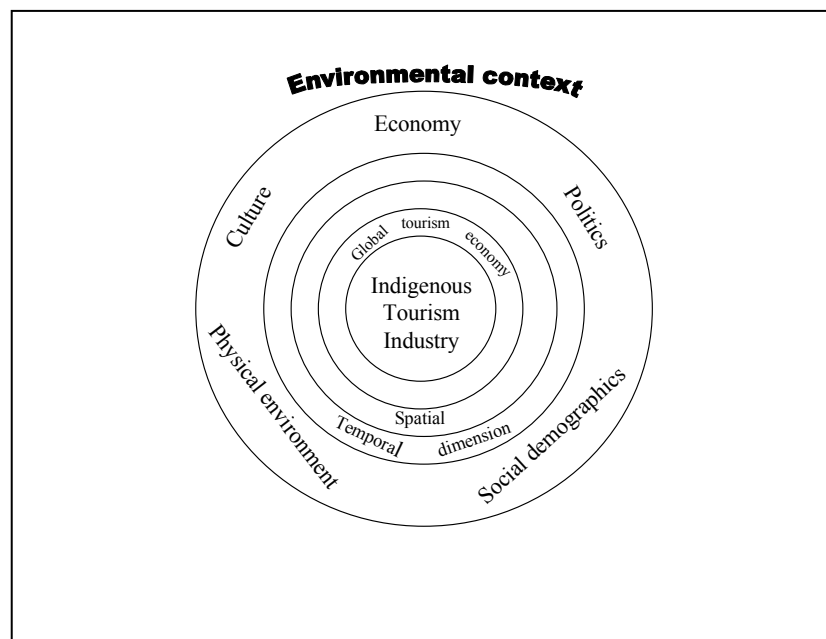 Environmental context
Economy
Culture
Politics
Global tourism economy
Indigenous
Tourism
Industry
Physical environment
Social demographics
Spatial
Temporal dimension